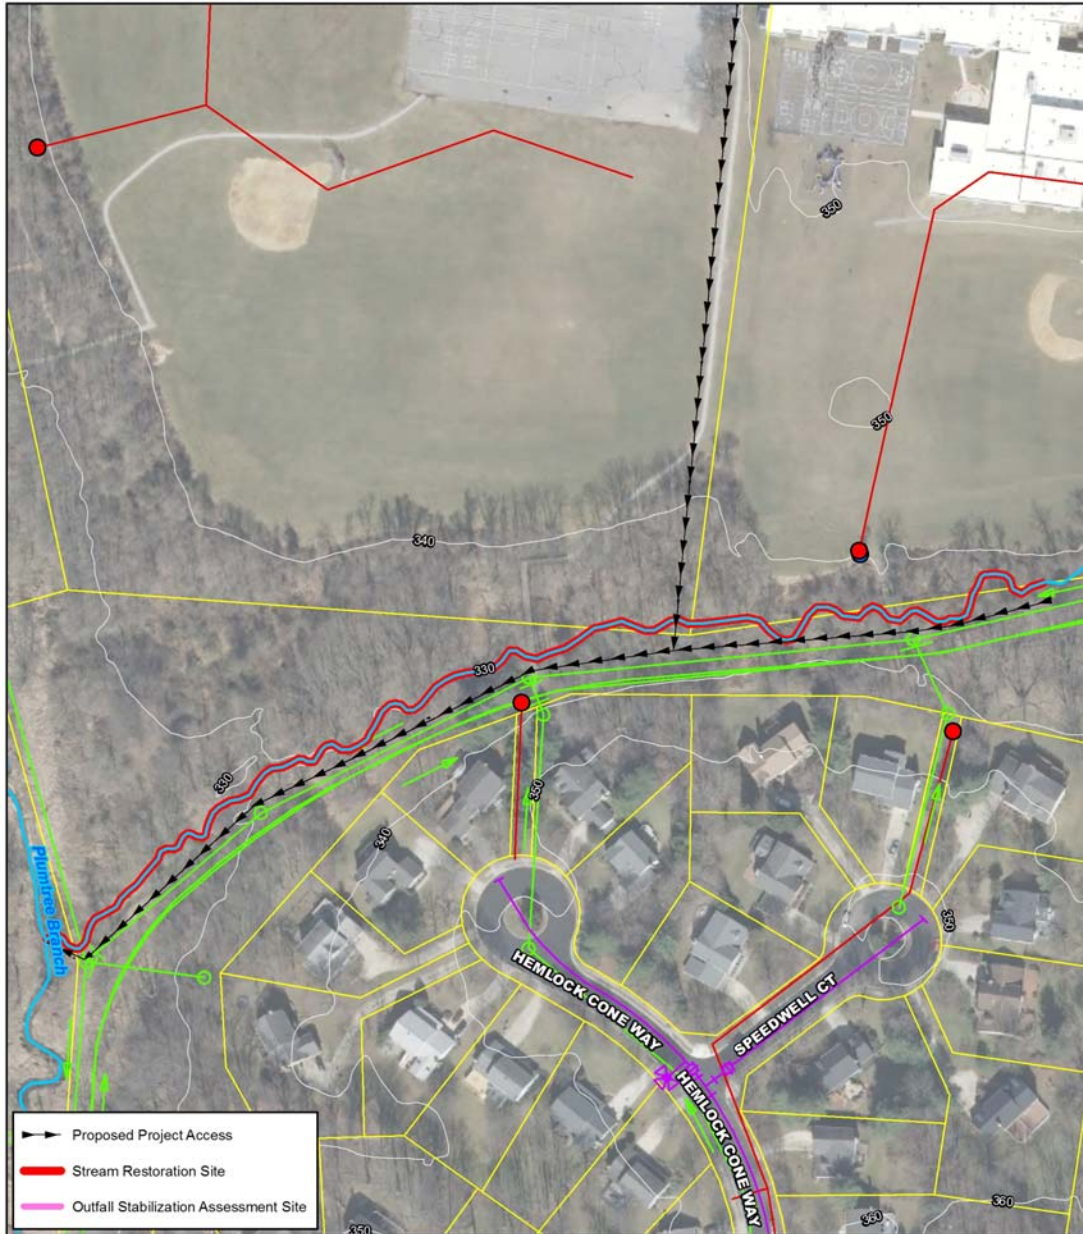 350
350
340
330
330
350
340
350
Plumtree Branch
HEMLOCK CONE WAY
SPEEDWELL CT
HEMLOCK CONE WAY
360
360
350
Proposed Project Access
Stream Restoration Site
Outfall Stabilization Assessment Site